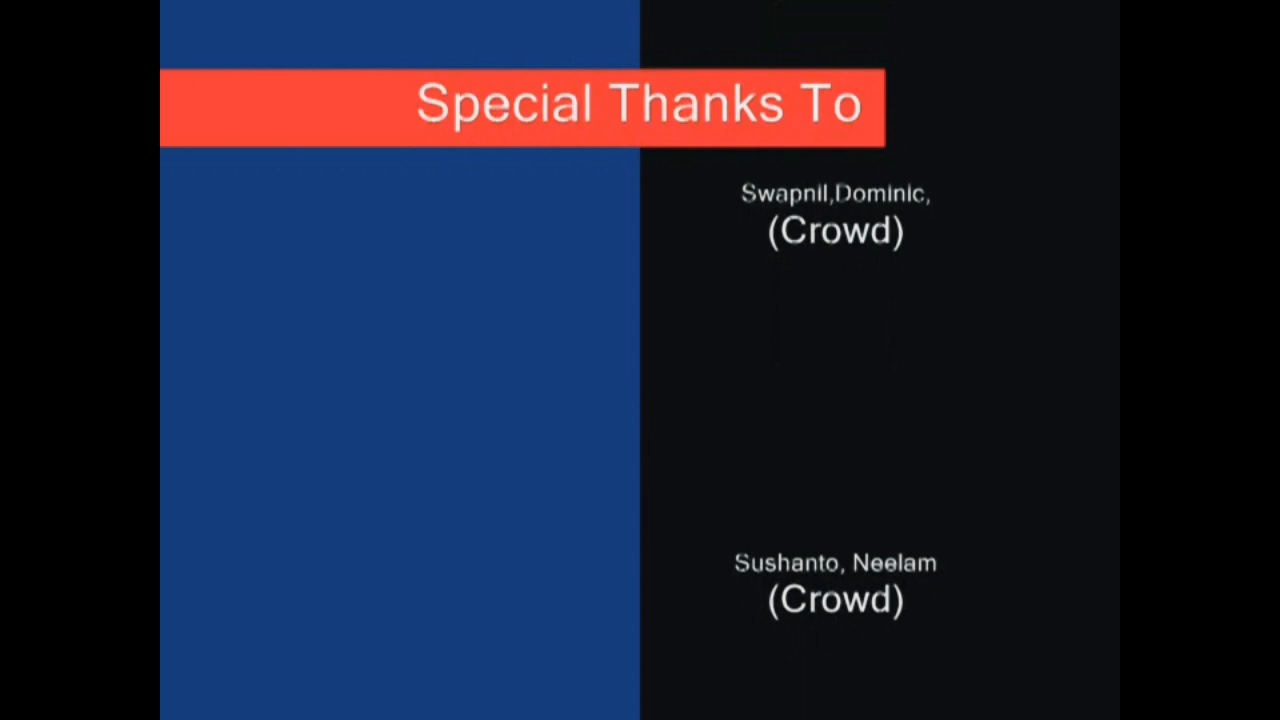 Special Thanks To
Swapnil,Dominic,
(Crowd)
Sushanto, Neelam
(Crowd)